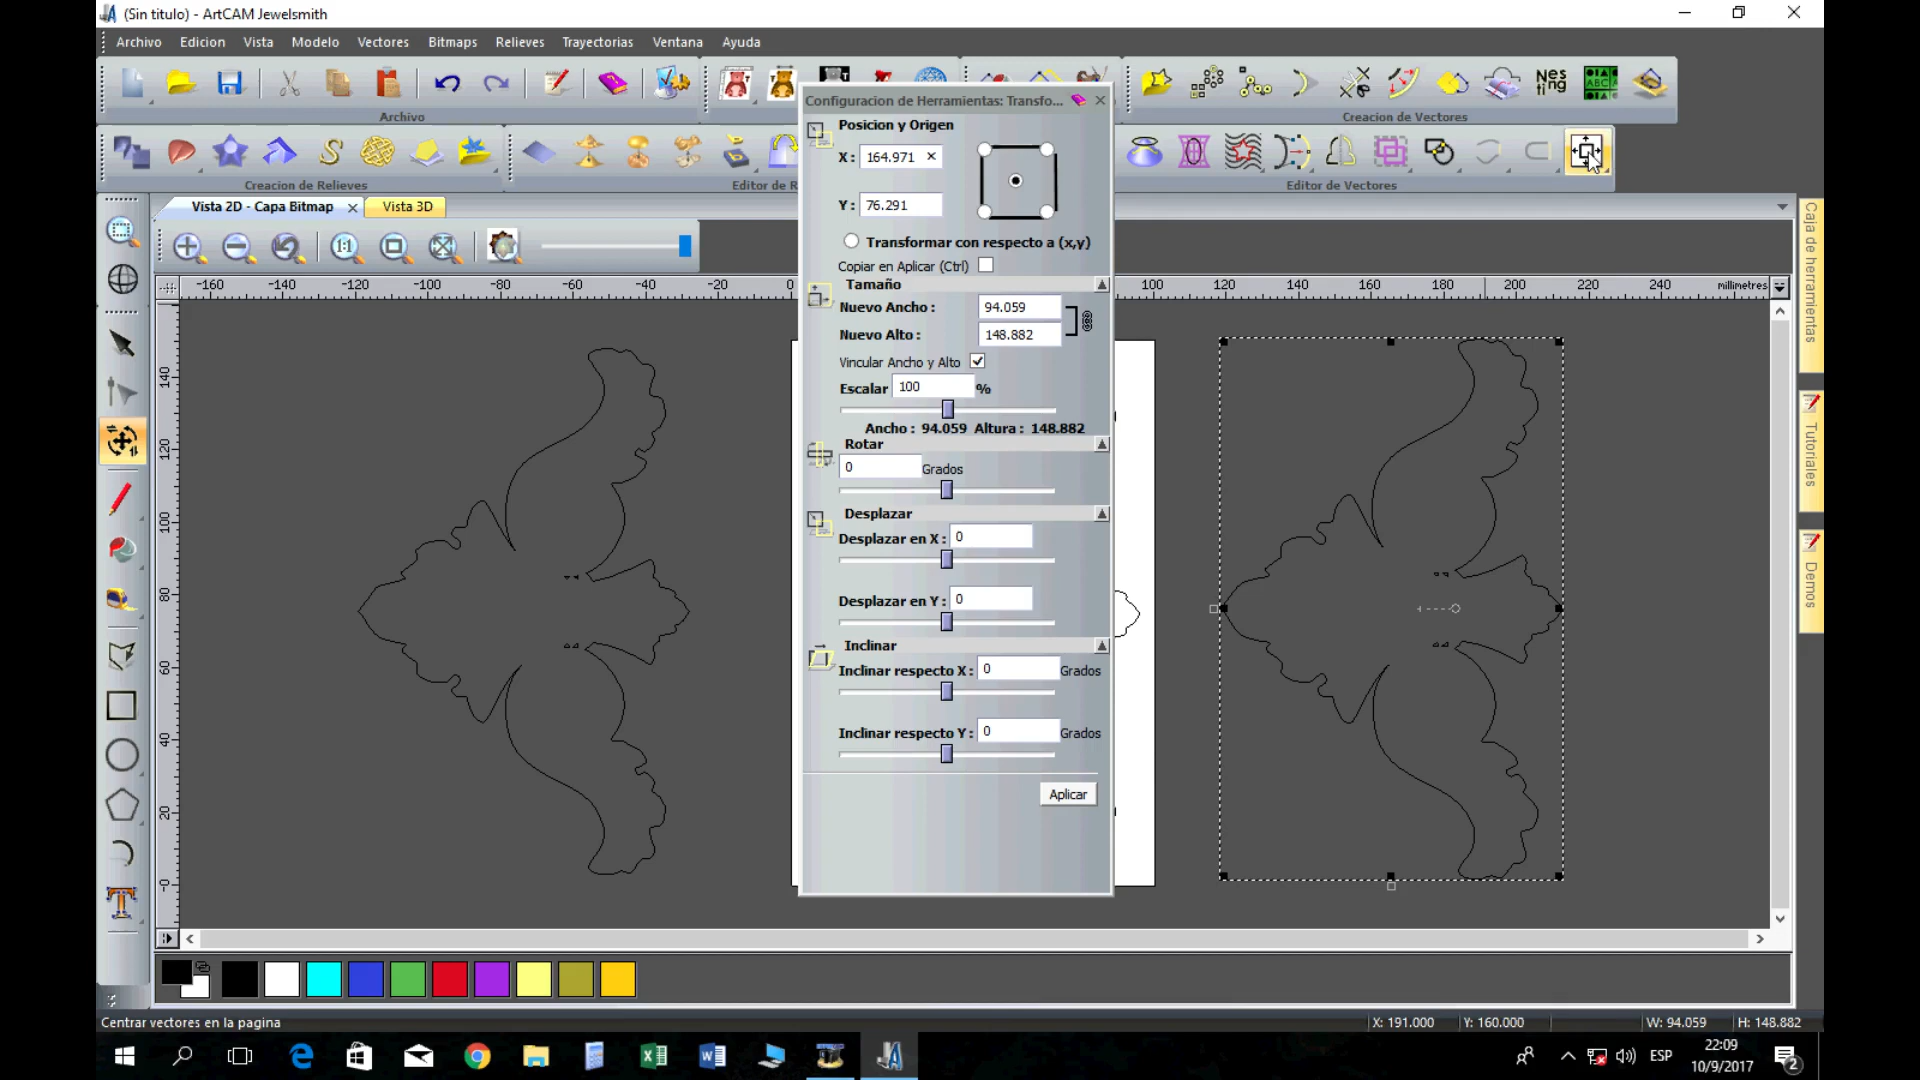 (Sin titulo) - ArtCAM Jewelsmith
Archivo Edicion Vista Modelo Vectores Bitmaps Relieves Trayectorias Ventana Ayuda
Nes
ting
ABC
Archivo
Creacion de Vectores
Creacion de Relieves
Editor de R
Editor de Vectores
Vista 2D - Capa Bitmap
Vista 3D
1:1
-160 -140 -120 -100 -80 -60 -40 -20 0 100 120 140 160 180 200 220 240 milimetres
140
120
100
80
60
40
20
-0
Configuracion de Herramientas: Transfo...
Posicion y Origen
X: 164.971
Y: 76.291
Transformar con respecto a (x,y)
Copiar en Aplicar (Ctrl)
Tamaño
Nuevo Ancho: 94.059
Nuevo Alto: 148.882
Vincular Ancho y Alto
Escalar 100 %
Ancho: 94.059 Altura: 148.882
Rotar
0 Grados
Desplazar
Desplazar en X: 0
Desplazar en Y: 0
Inclinar
Inclinar respecto X: 0 Grados
Inclinar respecto Y: 0 Grados
Aplicar
Caja de herramientas
Tutoriales
Demos
Centrar vectores en la pagina
X: 191.000 Y: 160.000 W: 94.059 H: 148.882
ESP
22:09
10/9/2017
2